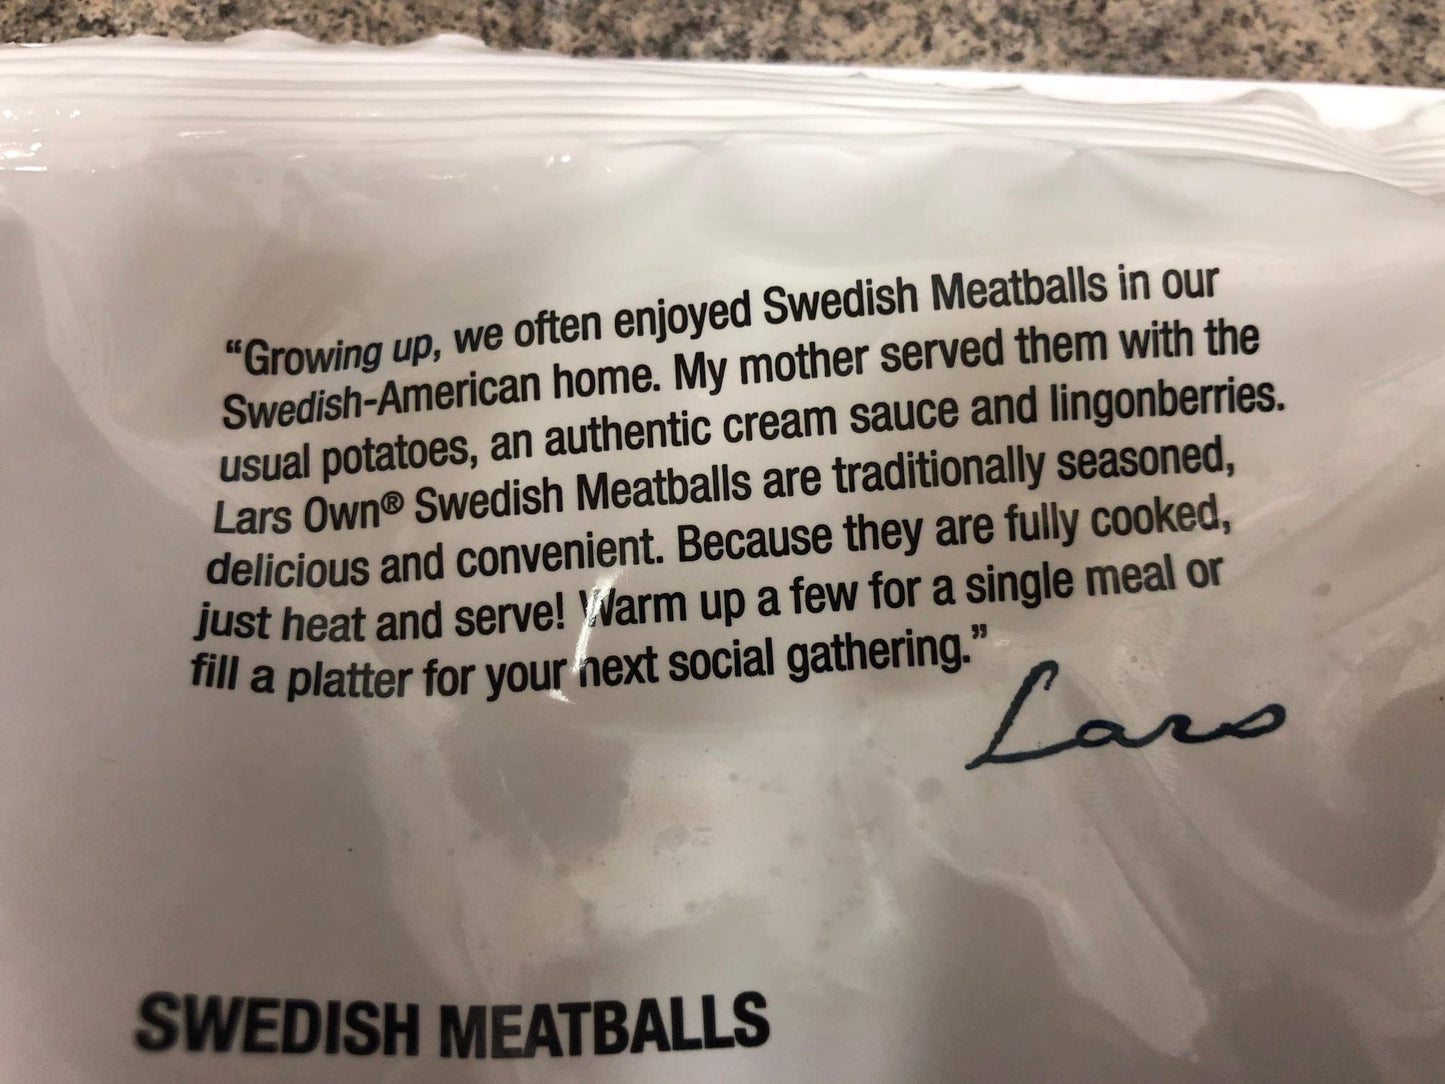 “Growing up, we often enjoyed Swedish Meatballs in our
Swedish-American home. My mother served them with the
usual potatoes, an authentic cream sauce and lingonberries.
Lars Own® Swedish Meatballs are traditionally seasoned,
delicious and convenient. Because they are fully cooked,
just heat and serve! Warm up a few for a single meal or
fill a platter for your next social gathering.”
Lars
SWEDISH MEATBALLS